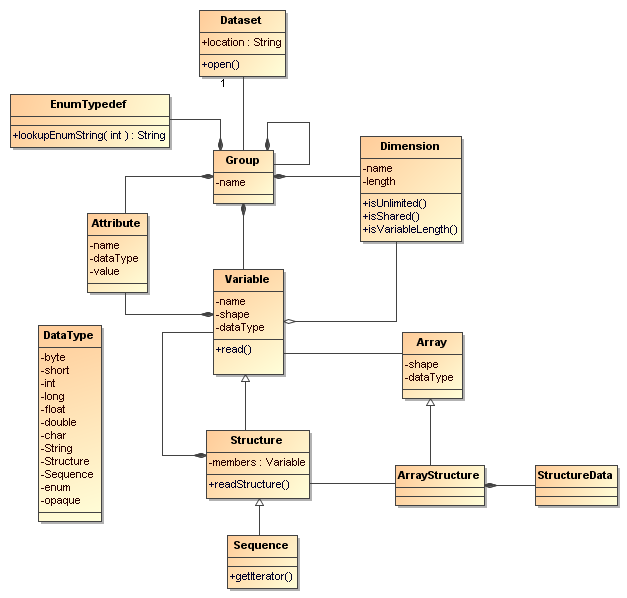 Dataset
+location : String
+open()
1
EnumTypedef
+lookupEnumString( int ) : String
Group
-name
Dimension
-name
-length
+isUnlimited()
+isShared()
+isVariableLength()
Attribute
-name
-dataType
-value
Variable
-name
-shape
-dataType
+read()
DataType
-byte
-short
-int
-long
-float
-double
-char
-String
-Structure
-Sequence
-enum
-opaque
Array
-shape
-dataType
Structure
-members : Variable
+readStructure()
ArrayStructure
StructureData
Sequence
+getIterator()